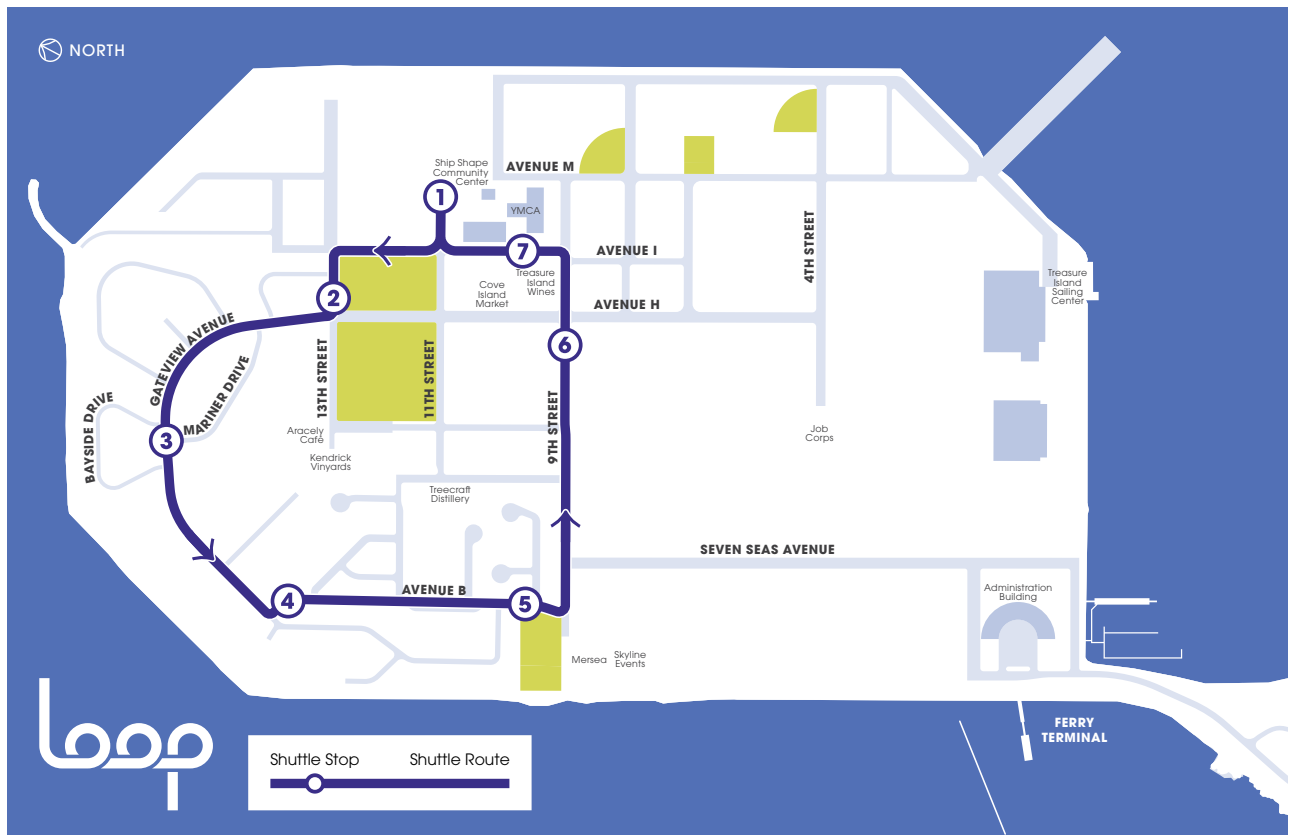 NORTH
Ship Shape
Community
Center
AVENUE M
1
YMCA
7
AVENUE I
4TH STREET
Treasure
Island
Wines
Cove
Island
Market
AVENUE H
Treasure
Island
Sailing
Center
2
GATEVIEW AVENUE
MARINER DRIVE
BAYSIDE DRIVE
13TH STREET
11TH STREET
6
9TH STREET
3
Aracely
Café
Kendrick
Vinyards
Job
Corps
Treecraft
Distillery
SEVEN SEAS AVENUE
4
AVENUE B
5
Administration
Building
Mersea
Skyline
Events
loop
FERRY
TERMINAL
Shuttle Stop
Shuttle Route